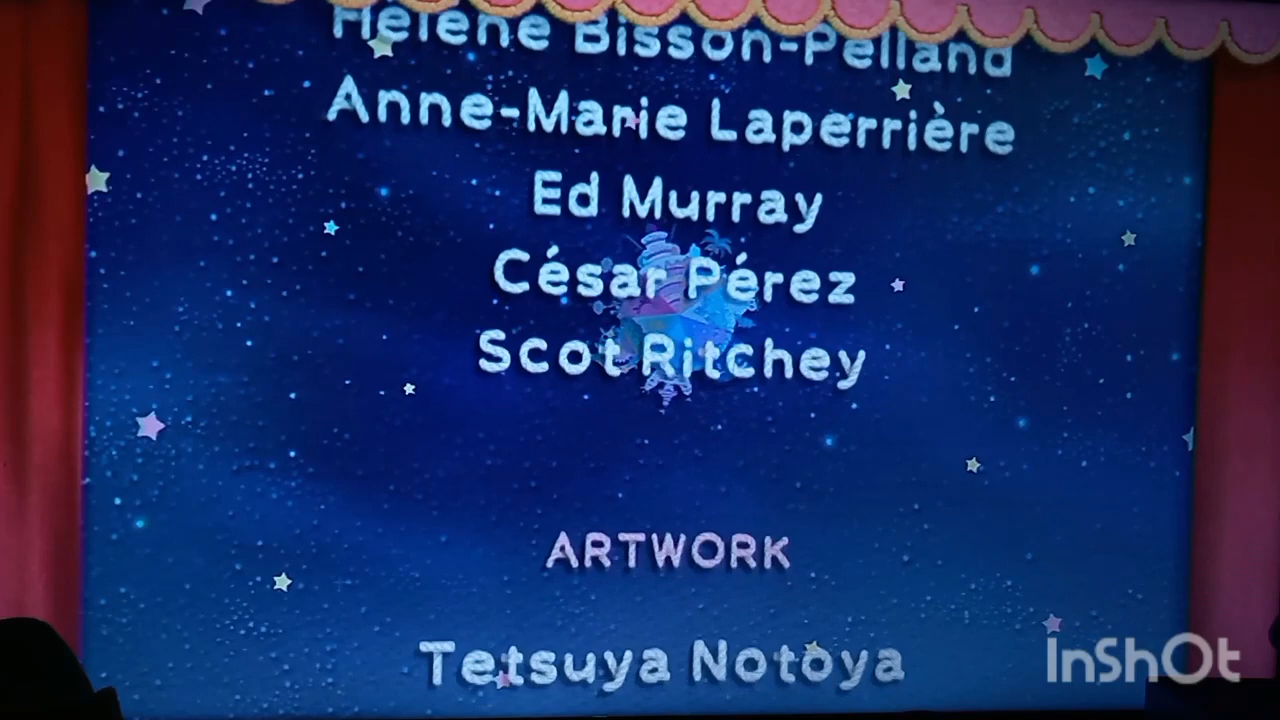 Hélène Bisson-Pelland
Anne-Marie Laperrière
Ed Murray
César Pérez
Scot Ritchey
ARTWORK
Tetsuya Notoya
InShOt